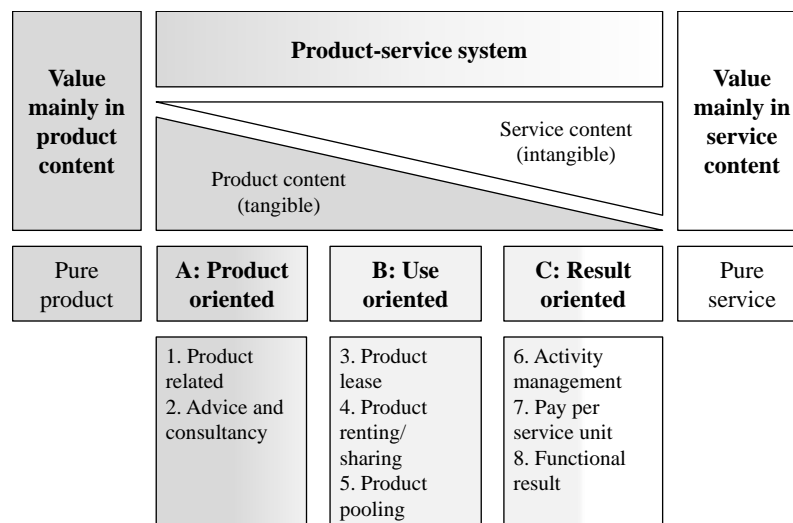 Value
mainly in
product
content
Product-service system
Service content
(intangible)
Product content
(tangible)
Value
mainly in
service
content
Pure
product
A: Product
oriented
B: Use
oriented
C: Result
oriented
Pure
service
1. Product
related
2. Advice and
consultancy
3. Product
lease
4. Product
renting/
sharing
5. Product
pooling
6. Activity
management
7. Pay per
service unit
8. Functional
result